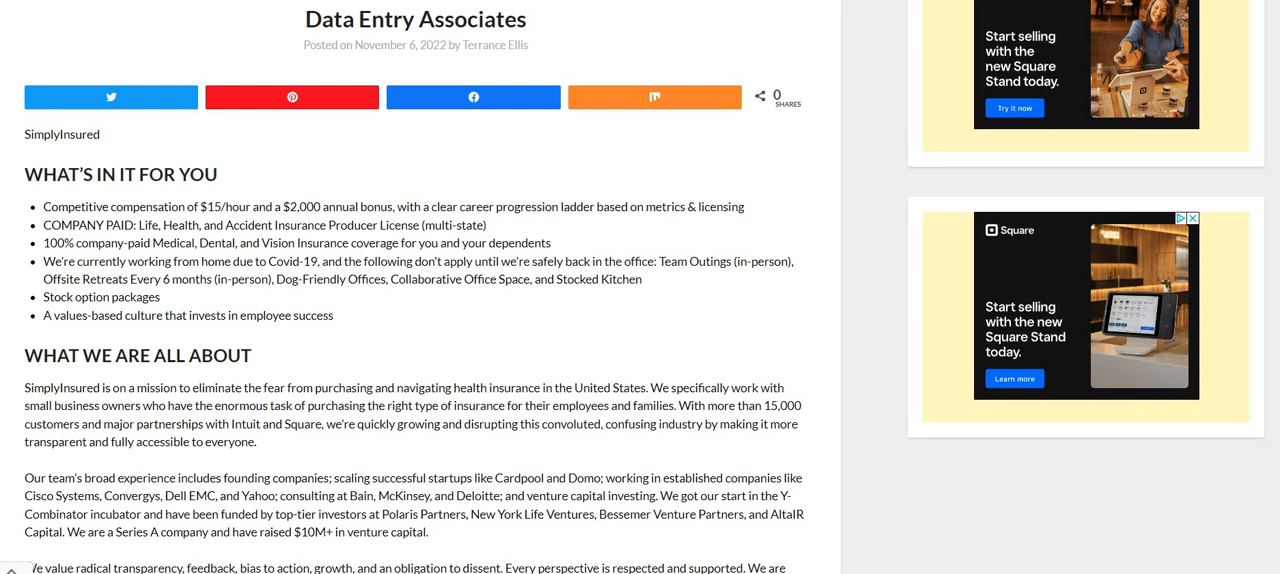 Data Entry Associates
Posted on November 6, 2022 by Terrance Ellis
0
SHARES
SimplyInsured
WHAT'S IN IT FOR YOU
• Competitive compensation of $15/hour and a $2,000 annual bonus, with a clear career progression ladder based on metrics & licensing
• COMPANY PAID: Life, Health, and Accident Insurance Producer License (multi-state)
• 100% company-paid Medical, Dental, and Vision Insurance coverage for you and your dependents
• We're currently working from home due to Covid-19, and the following don't apply until we're safely back in the office: Team Outings (in-person),
Offsite Retreats Every 6 months (in-person), Dog-Friendly Offices, Collaborative Office Space, and Stocked Kitchen
• Stock option packages
• A values-based culture that invests in employee success
WHAT WE ARE ALL ABOUT
SimplyInsured is on a mission to eliminate the fear from purchasing and navigating health insurance in the United States. We specifically work with
small business owners who have the enormous task of purchasing the right type of insurance for their employees and families. With more than 15,000
customers and major partnerships with Intuit and Square, we're quickly growing and disrupting this convoluted, confusing industry by making it more
transparent and fully accessible to everyone.
Our team's broad experience includes founding companies; scaling successful startups like Cardpool and Domo; working in established companies like
Cisco Systems, Convergys, Dell EMC, and Yahoo; consulting at Bain, McKinsey, and Deloitte; and venture capital investing. We got our start in the Y-
Combinator incubator and have been funded by top-tier investors at Polaris Partners, New York Life Ventures, Bessemer Venture Partners, and AltaIR
Capital. We are a Series A company and have raised $10M+ in venture capital.
We value radical transparency, feedback, bias to action, growth, and an obligation to dissent. Every perspective is respected and supported. We are
Start selling
with the
new Square
Stand today.
Try it now
Square
Start selling
with the new
Square Stand
today.
Learn more